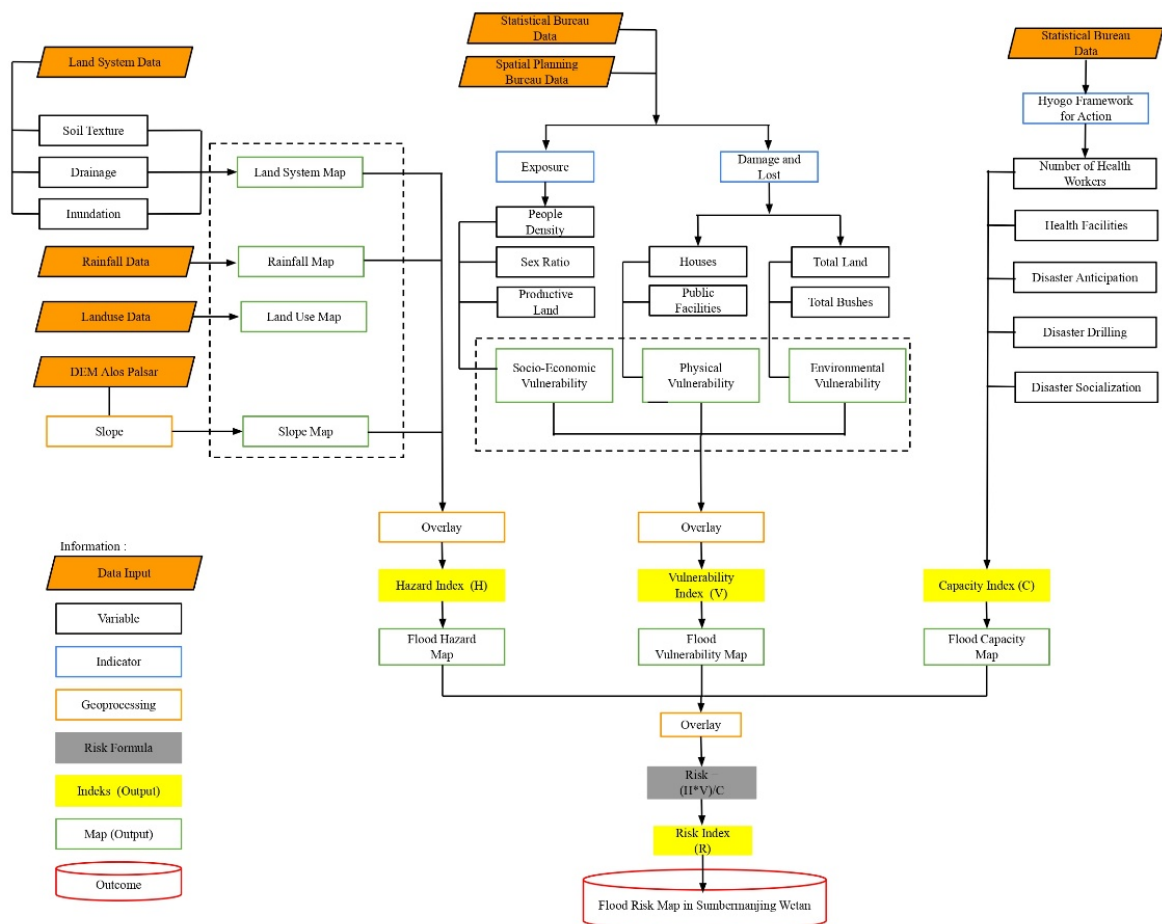 Statistical Bureau
Data
Spatial Planning
Bureau Data
Statistical Bureau
Data
Land System Data
Hyogo Framework
for Action
Soil Texture
Drainage
Inundation
Land System Map
Exposure
Damage and
Lost
Number of Health
Workers
People
Density
Health Facilities
Rainfall Data
Rainfall Map
Sex Ratio
Houses
Total Land
Disaster Anticipation
Productive
Land
Public
Facilities
Total Bushes
Landuse Data
Land Use Map
Disaster Drilling
DEM Alos Palsar
Socio-Economic
Vulnerability
Physical
Vulnerability
Environmental
Vulnerability
Disaster Socialization
Slope
Slope Map
Overlay
Overlay
Information :
Data Input
Hazard Index (H)
Vulnerability
Index (V)
Capacity Index (C)
Variable
Flood Hazard
Map
Flood
Vulnerability Map
Flood Capacity
Map
Indicator
Geoprocessing
Overlay
Risk Formula
Risk =
(H*V)/C
Indeks (Output)
Map (Output)
Risk Index
(R)
Outcome
Flood Risk Map in Sumbermanjing Wetan